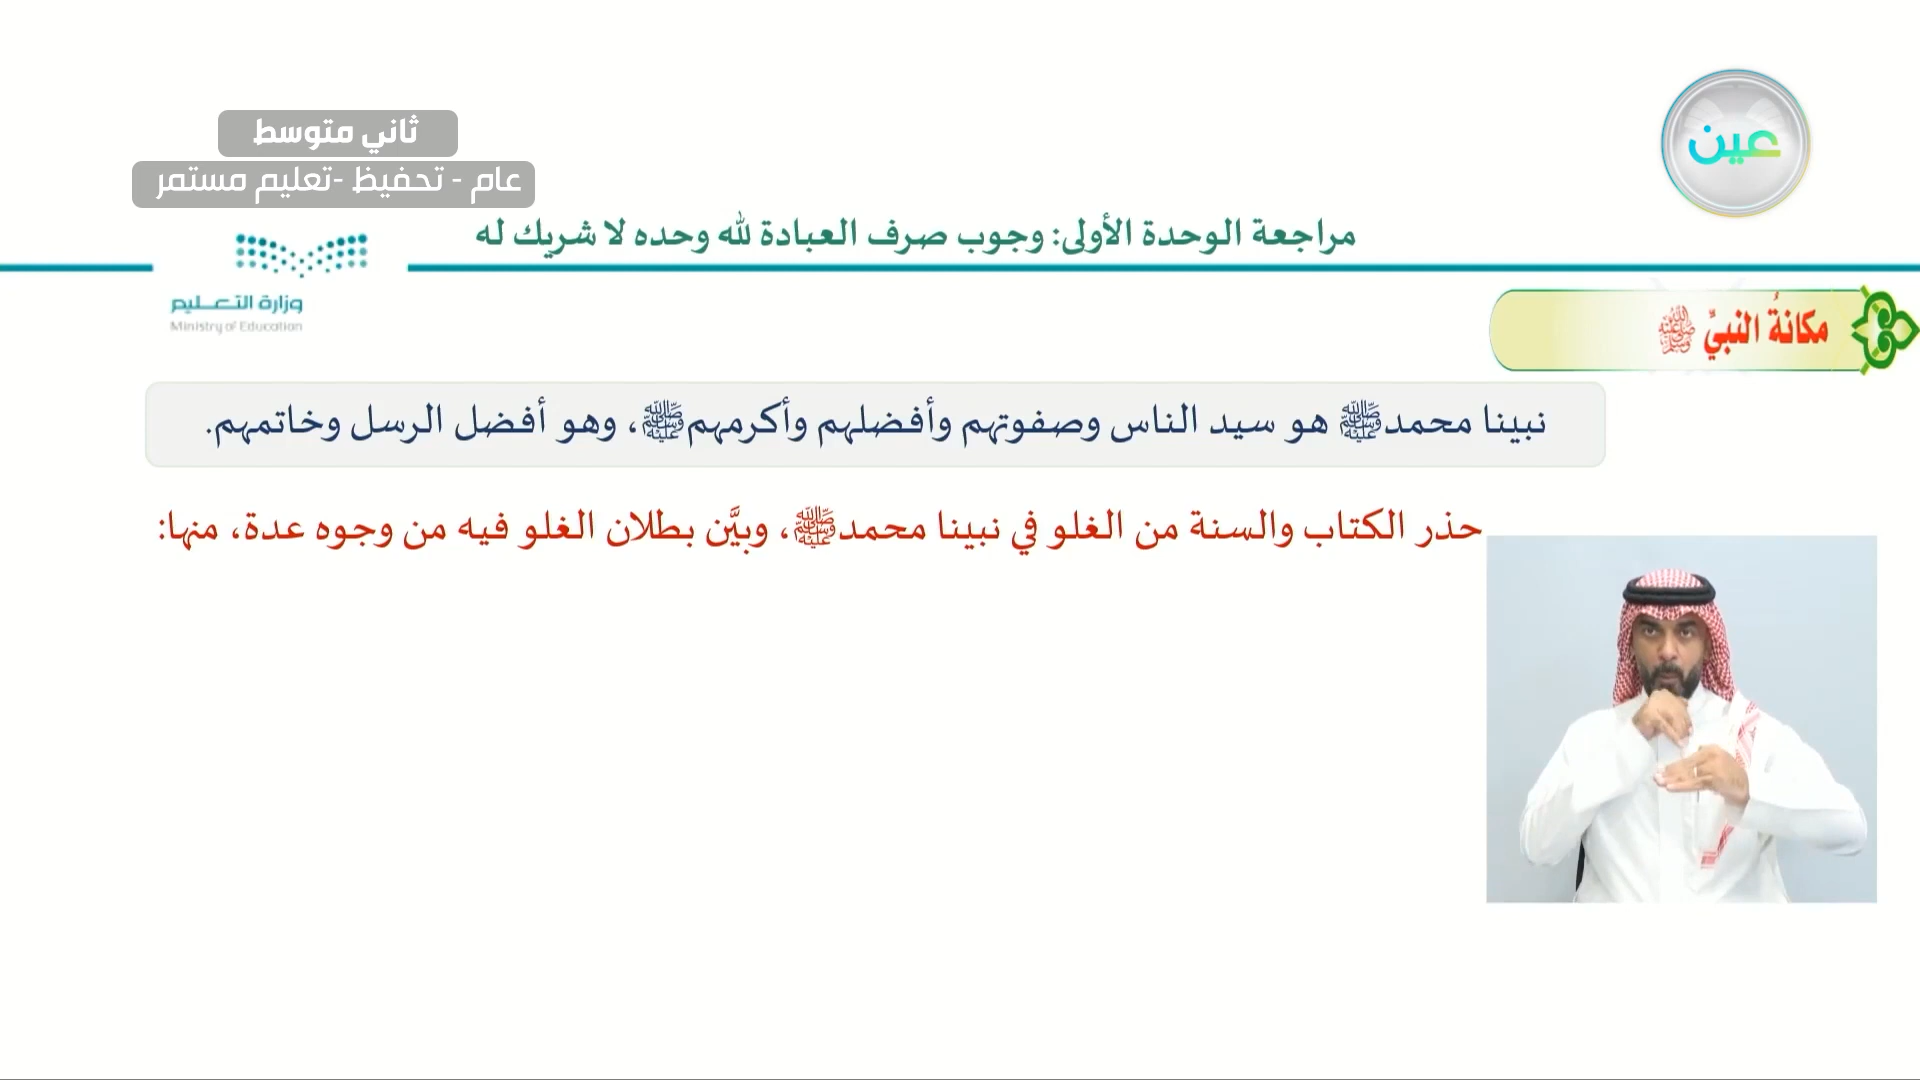 عين
ثاني متوسط
عام - تحفيظ -تعليم مستمر
مراجعة الوحدة الأولى: وجوب صرف العبادة لله وحده لا شريك له
وزارة التعليم
Ministry of Education
مكانةُ النبيِّ ﷺ
نبينا محمدﷺ هو سيد الناس وصفوتهم وأفضلهم وأكرمهمﷺ، وهو أفضل الرسل وخاتمهم.
حذر الكتاب والسنة من الغلو في نبينا محمدﷺ، وبيَّن بطلان الغلو فيه من وجوه عدة، منها: